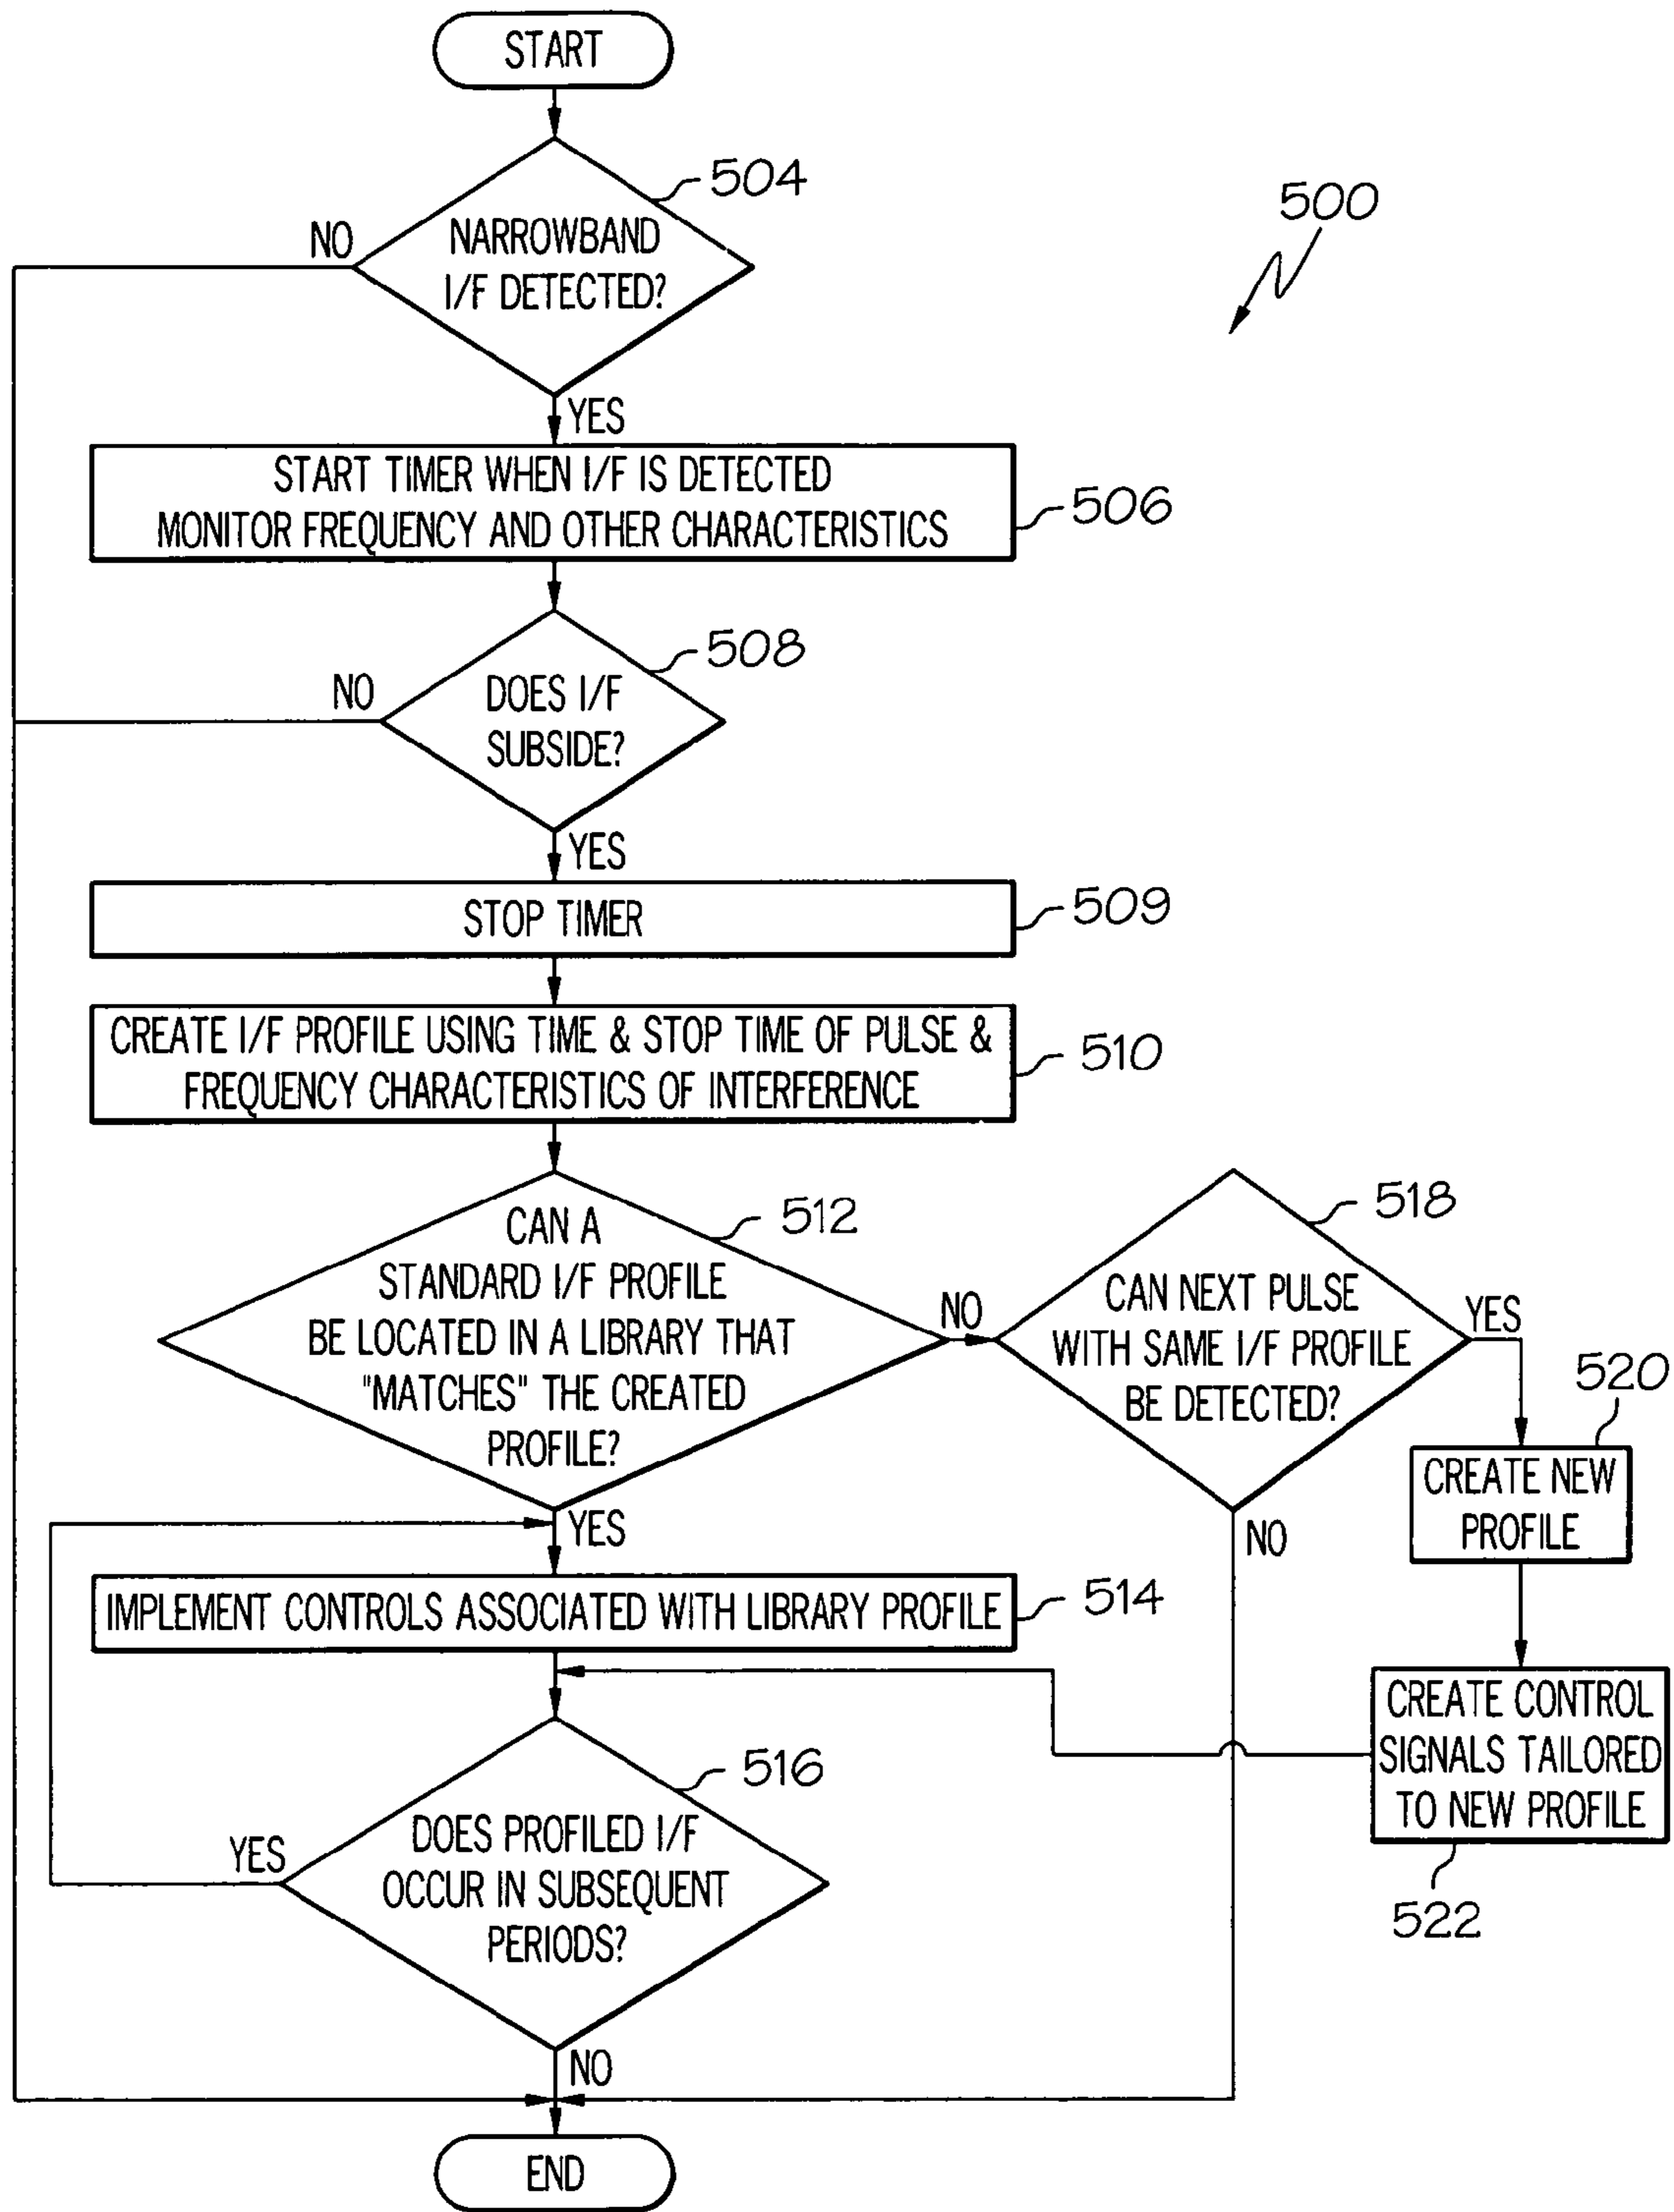 START
504
500
NO
NARROWBAND
I/F DETECTED?
YES
START TIMER WHEN I/F IS DETECTED
MONITOR FREQUENCY AND OTHER CHARACTERISTICS
506
508
NO
DOES I/F
SUBSIDE?
YES
STOP TIMER
509
CREATE I/F PROFILE USING TIME & STOP TIME OF PULSE &
FREQUENCY CHARACTERISTICS OF INTERFERENCE
510
512
CAN A
STANDARD I/F PROFILE
BE LOCATED IN A LIBRARY THAT
"MATCHES" THE CREATED
PROFILE?
NO
518
CAN NEXT PULSE
WITH SAME I/F PROFILE
BE DETECTED?
YES
520
CREATE NEW
PROFILE
NO
YES
IMPLEMENT CONTROLS ASSOCIATED WITH LIBRARY PROFILE
514
CREATE CONTROL
SIGNALS TAILORED
TO NEW PROFILE
522
516
YES
DOES PROFILED I/F
OCCUR IN SUBSEQUENT
PERIODS?
NO
END